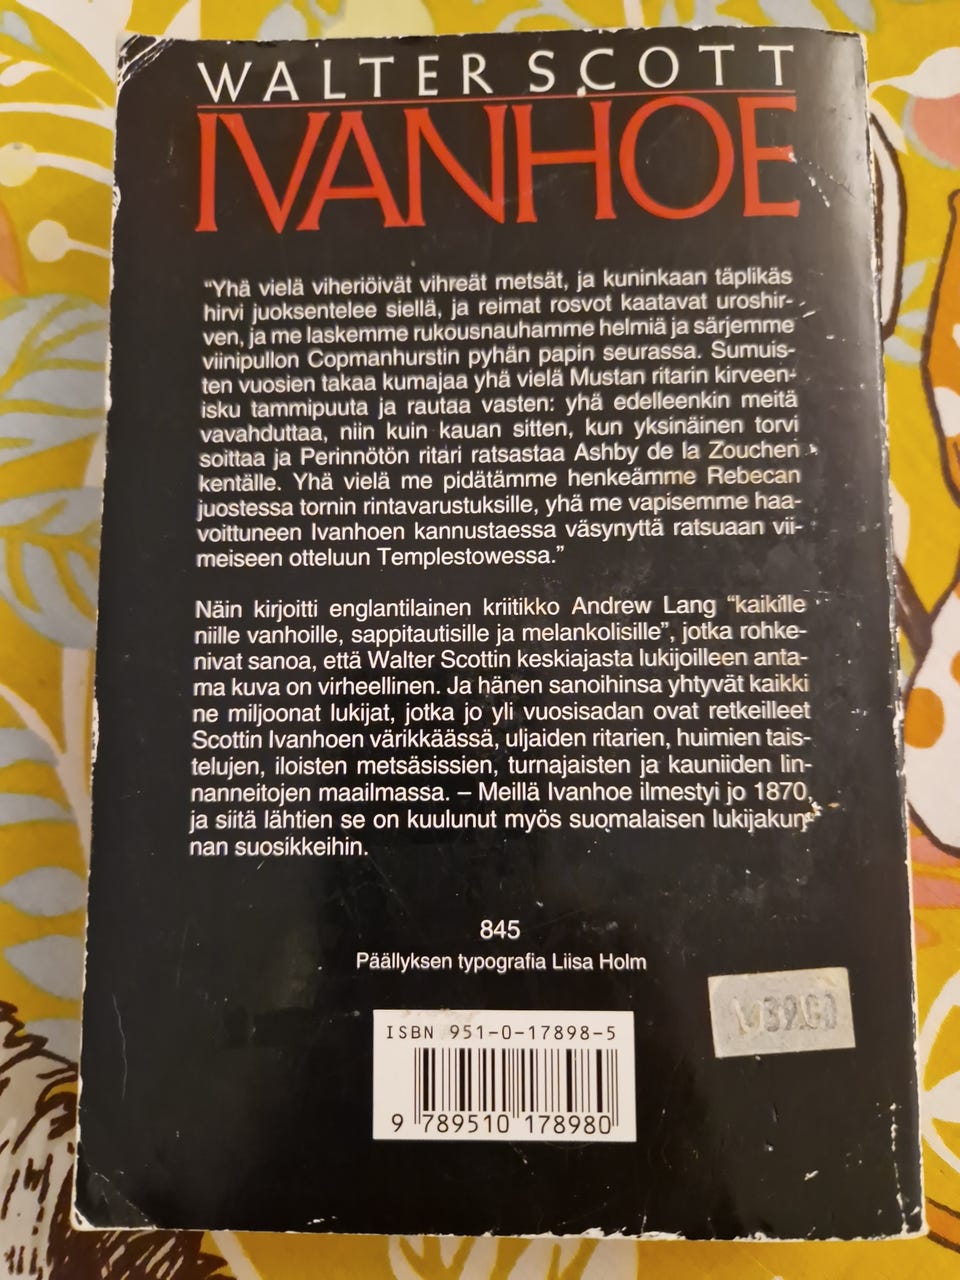 WALTER SCOTT
IVANHOE
“Yhä vielä viheriöivät vihreät metsät, ja kuninkaan täplikäs
hirvi juoksentelee siellä, ja reimat rosvot kaatavat uroshir-
ven, ja me laskemme rukousnauhamme helmiä ja särjemme
viinipullon Copmanhurstin pyhän papin seurassa. Sumuis-
ten vuosien takaa kumajaa yhä vielä Mustan ritarin kirveen-
isku tammipuuta ja rautaa vasten: yhä edelleenkin meitä
vavahduttaa, niin kuin kauan sitten, kun yksinäinen torvi
soittaa ja Perinnötön ritari ratsastaa Ashby de la Zouchen
kentälle. Yhä vielä me pidätämme henkeämme Rebecan
juostessa tornin rintavarustuksille, yhä me vapisemme haa-
voittuneen Ivanhoen kannustaessa väsynyttä ratsuaan vii-
meiseen otteluun Templestowessa.”
Näin kirjoitti englantilainen kriitikko Andrew Lang “kaikille
niille vanhoille, sappitautisille ja melankolisille”, jotka rohke-
nivat sanoa, että Walter Scottin keskiajasta lukijoilleen anta-
ma kuva on virheellinen. Ja hänen sanoihinsa yhtyvät kaikki
ne miljoonat lukijat, jotka jo yli vuosisadan ovat retkeilleet
Scottin Ivanhoen värikkäässä, uljaiden ritarien, huimien tais-
telujen, iloisten metsäsissien, turnajaisten ja kauniiden lin-
nanneitojen maailmassa. – Meillä Ivanhoe ilmestyi jo 1870,
ja siitä lähtien se on kuulunut myös suomalaisen lukijakun-
nan suosikkeihin.
845
Päällyksen typografia Liisa Holm
ISBN 951-0-17898-5
9 789510 178980